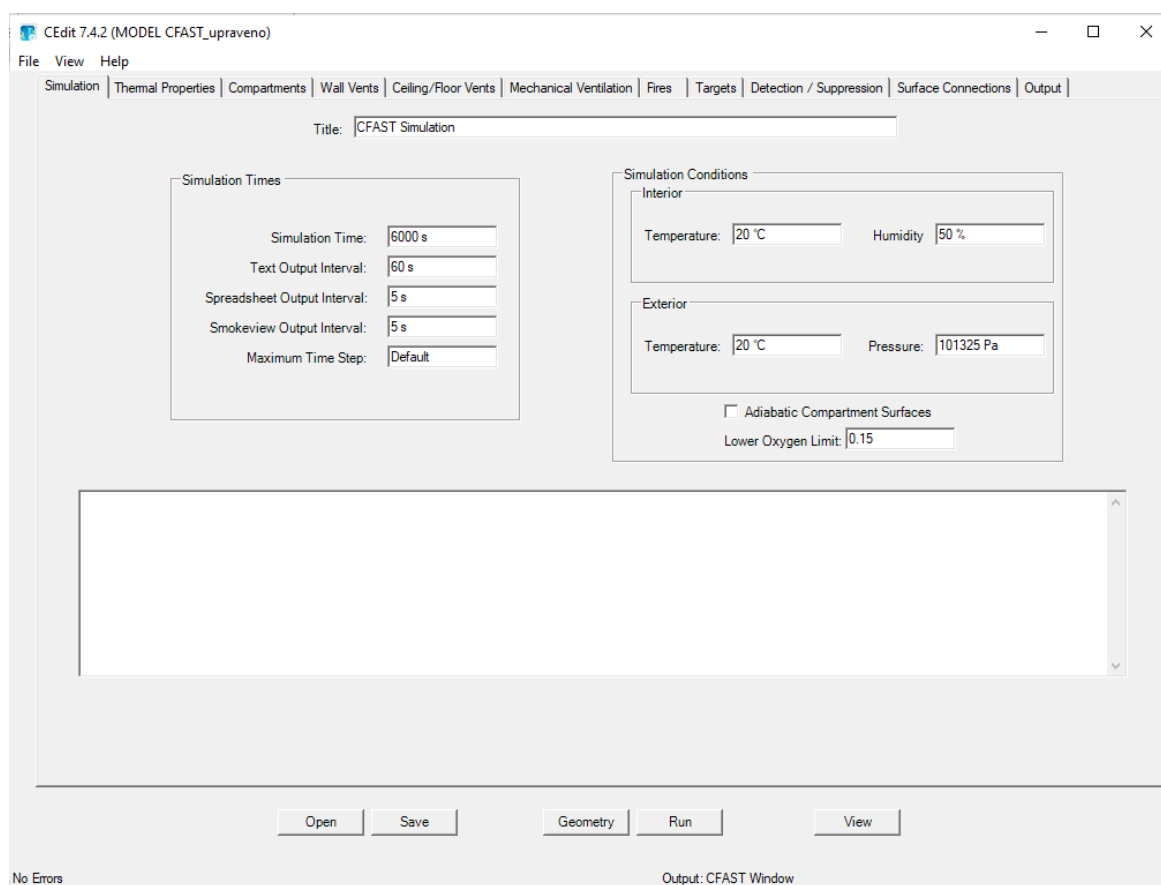 CEdit 7.4.2 (MODEL CFAST_upraveno)
File View Help
Simulation Thermal Properties Compartments Wall Vents Ceiling/Floor Vents Mechanical Ventilation Fires Targets Detection / Suppression Surface Connections Output
Title: CFAST Simulation
Simulation Times
Simulation Time: 6000 s
Text Output Interval: 60 s
Spreadsheet Output Interval: 5 s
Smokeview Output Interval: 5 s
Maximum Time Step: Default
Simulation Conditions
Interior
Temperature: 20 °C Humidity 50 %
Exterior
Temperature: 20 °C Pressure: 101325 Pa
Adiabatic Compartment Surfaces
Lower Oxygen Limit: 0.15
Open Save Geometry Run View
No Errors Output: CFAST Window